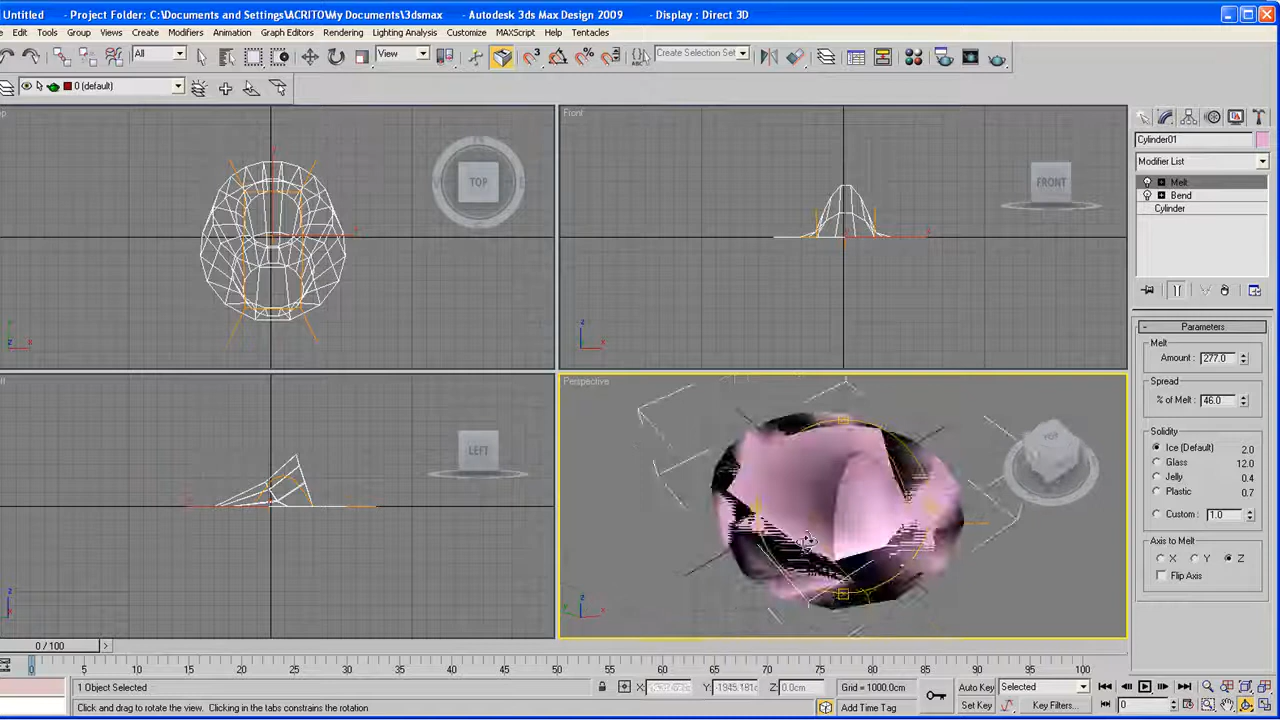 Untitled - Project Folder: C:\Documents and Settings\ACRITO\My Documents\3dsmax - Autodesk 3ds Max Design 2009 - Display : Direct 3D
Edit Tools Group Views Create Modifiers Animation Graph Editors Rendering Lighting Analysis Customize MAXScript Help Tentacles
All View Create Selection Set
0 (default)
TOP
Front
FRONT
Cylinder01
Modifier List
Melt
Bend
Cylinder
LEFT
Perspective
TOP
- Parameters
Melt
Amount : 277.0
Spread
% of Melt : 46.0
Solidity
Ice (Default) 2.0
Glass 12.0
Jelly 0.4
Plastic 0.7
Custom : 1.0
Axis to Melt
X Y Z
Flip Axis
0 / 100
0 5 10 15 20 25 30 35 40 45 50 55 60 65 70 75 80 85 90 95 100
1 Object Selected X: Y: -1945.181c Z: 0.0cm Grid = 1000.0cm Auto Key Selected
Click and drag to rotate the view. Clicking in the tabs constrains the rotation Add Time Tag Set Key Key Filters... 0